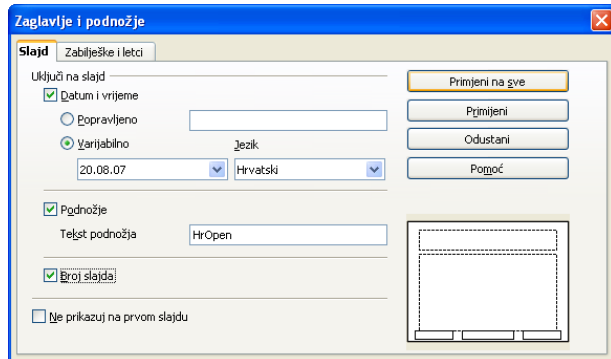 Zaglavlje i podnožje
Slajd Zabilješke i letci
Uključi na slajd
Datum i vrijeme
Popravljeno
Varijabilno Jezik
20.08.07 Hrvatski
Podnožje
Tekst podnožja HrOpen
Broj slajda
Ne prikazuj na prvom slajdu
Primjeni na sve
Primijeni
Odustani
Pomoć